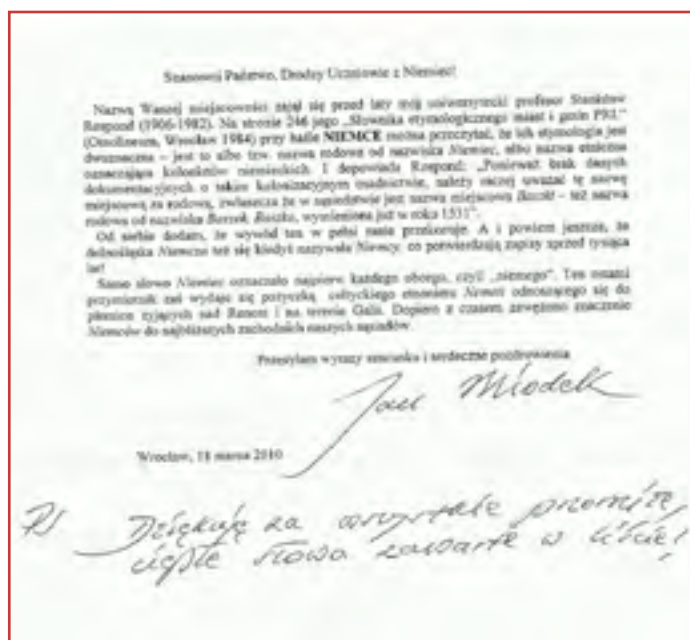 Szanowni Państwo, Drodzy Uczniowie z Niemiec!
Nazwą Waszej miejscowości zajął się przed laty mój uniwersytecki profesor Stanisław
Rospond (1906-1982). Na stronie 246 jego „Słownika etymologicznego miast i gmin PRL"
(Ossolineum, Wrocław 1984) przy haśle NIEMCE można przeczytać, że ich etymologia jest
dwuznaczna – jest to albo tzw. nazwa rodowa od nazwiska Niemiec, albo nazwa etniczna
oznaczająca kolonistów niemieckich. I dopowiada Rospond: „Ponieważ brak danych
dokumentacyjnych o takim kolonizacyjnym osadnictwie, należy raczej uważać tę nazwę
miejscową za rodową, zwłaszcza że w sąsiedztwie jest nazwa miejscowa – też nazwa
rodowa od nazwiska wymieniona już w roku 1531".
Od siebie dodam, że wywód ten w pełni mnie przekonuje. A i powiem jeszcze, że
dolnośląska Niemcza też się kiedyś nazywała Niemcy, co potwierdzają zapisy sprzed tysiąca
lat!
Samo słowo Niemiec oznaczało najpierw każdego obcego, czyli „niemego". Ten ostatni
przymiotnik zaś wydaje się pożyczką celtyckiego etnonimu Nemet odnoszącego się do
plemion żyjących nad Renem i na terenie Galii. Dopiero z czasem zawężono znaczenie
Niemców do najbliższych zachodnich naszych sąsiadów.
Przesyłam wyrazy szacunku i serdeczne pozdrowienia
Jan Miodek
Wrocław, 18 marca 2010
PS Dziękuję za wszystkie przemiłe,
ciepłe słowa zawarte w liście!